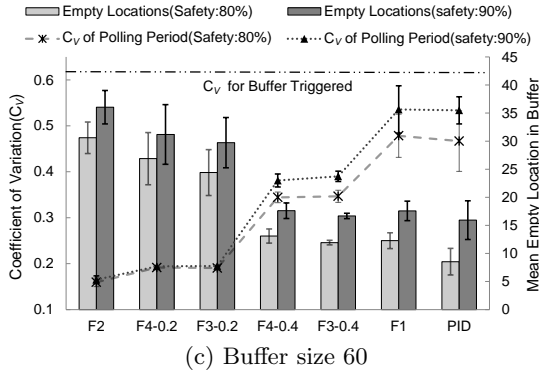 Empty Locations(Safety:80%) Empty Locations(Safety:90%)
C_V of Polling Period(Safety:80%) C_V of Polling Period(safety:90%)
C_V for Buffer Triggered
Coefficient of Variation(C_V)
0.6
0.5
0.4
0.3
0.2
0.1
45
40
35
30
25
20
15
10
5
0
Mean Empty Location in Buffer
F2 F4-0.2 F3-0.2 F4-0.4 F3-0.4 F1 PID
(c) Buffer size 60